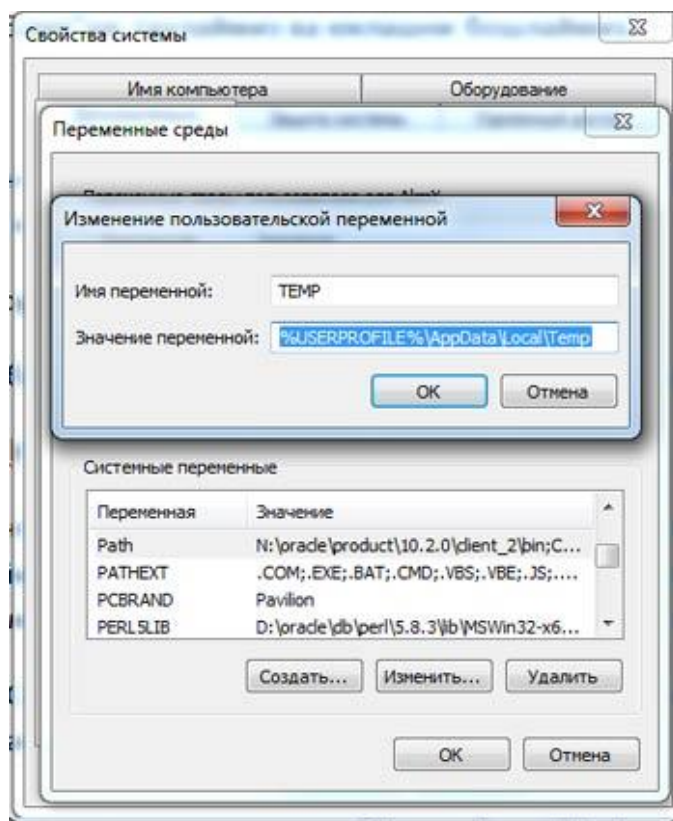 Свойства системы
Имя компьютера
Оборудование
Переменные среды
Изменение пользовательской переменной
Имя переменной:
TEMP
Значение переменной:
%USERPROFILE%\AppData\Local\Temp
OK
Отмена
Системные переменные
Переменная Значение
Path N:\oracle\product\10.2.0\client_2\bin;C...
PATHEXT .COM;.EXE;.BAT;.CMD;.VBS;.VBE;.JS;....
PCBRAND Pavilion
PERL5LIB D:\oracle\db\perl\5.8.3\lib\MSWin32-x6...
Создать... Изменить... Удалить
OK Отмена